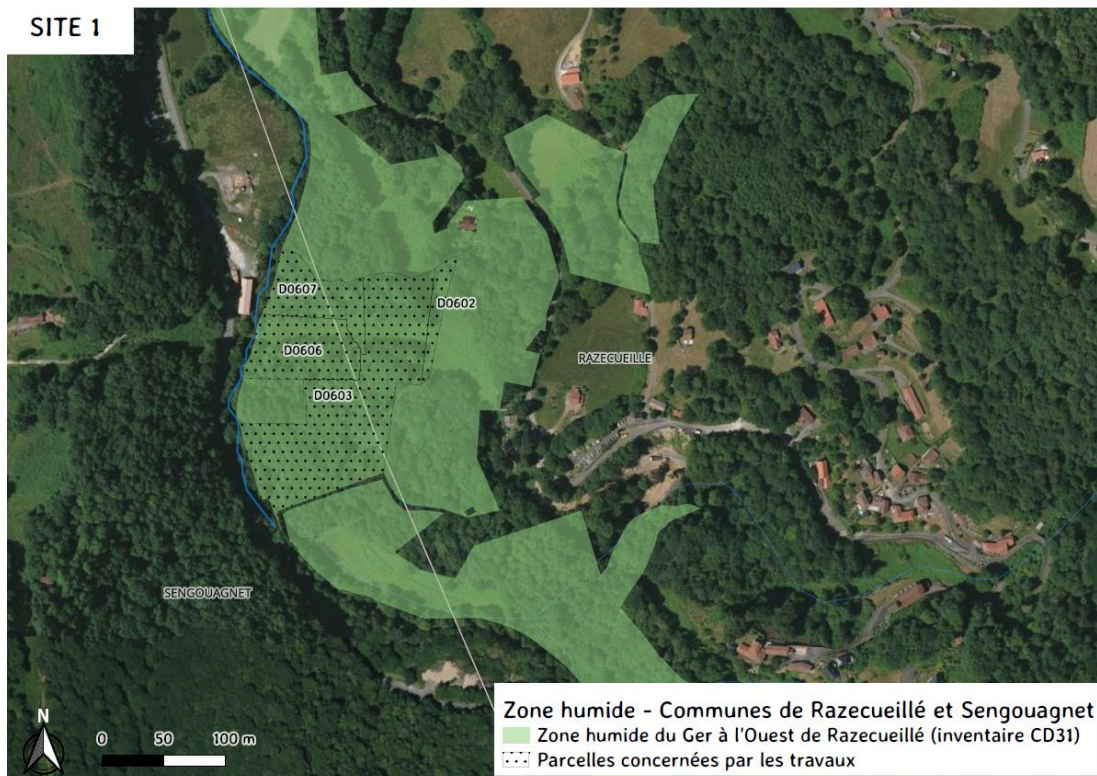 SITE 1
D0607
D0602
D0606
RAZECUEILLE
D0603
SENGOUAGNET
N
0 50 100 m
Zone humide - Communes de Razecueillé et Sengouagnet
Zone humide du Ger à l'Ouest de Razecueillé (inventaire CD31)
Parcelles concernées par les travaux